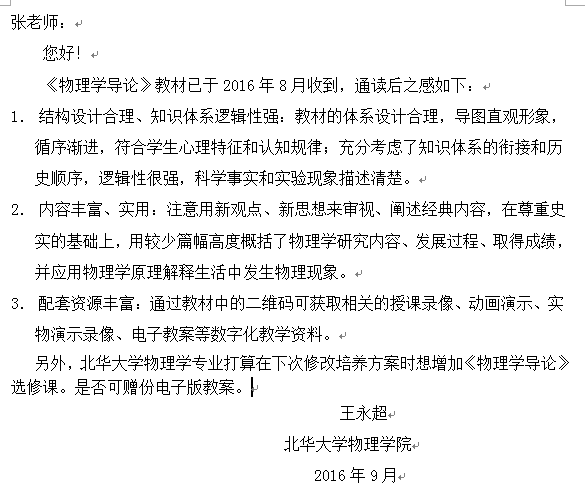 张老师：
您好！
《物理学导论》教材已于 2016 年 8 月收到，通读后之感如下：
1. 结构设计合理、知识体系逻辑性强：教材的体系设计合理，导图直观形象，
循序渐进，符合学生心理特征和认知规律；充分考虑了知识体系的衔接和历
史顺序，逻辑性很强，科学事实和实验现象描述清楚。
2. 内容丰富、实用：注意用新观点、新思想来审视、阐述经典内容，在尊重史
实的基础上，用较少篇幅高度概括了物理学研究内容、发展过程、取得成绩，
并应用物理学原理解释生活中发生物理现象。
3. 配套资源丰富：通过教材中的二维码可获取相关的授课录像、动画演示、实
物演示录像、电子教案等数字化教学资料。
另外，北华大学物理学专业打算在下次修改培养方案时想增加《物理学导论》
选修课。是否可赠份电子版教案。
王永超
北华大学物理学院
2016 年 9 月